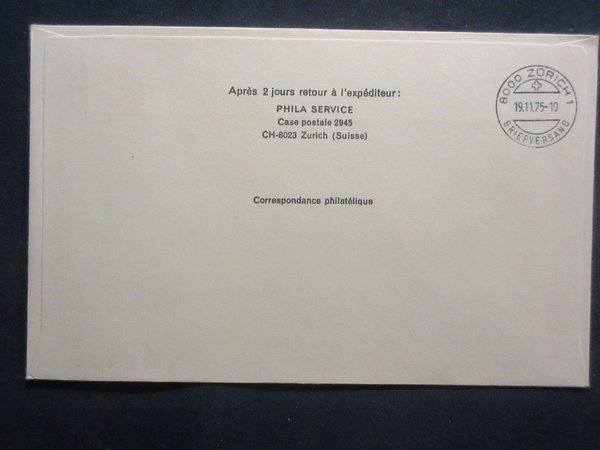 Après 2 jours retour à l'expéditeur:
PHILA SERVICE
Case postale 2945
CH-8023 Zurich (Suisse)
Correspondance philatélique
8000 ZÜRICH 1
19.11.75-10
BRIEFVERSAND